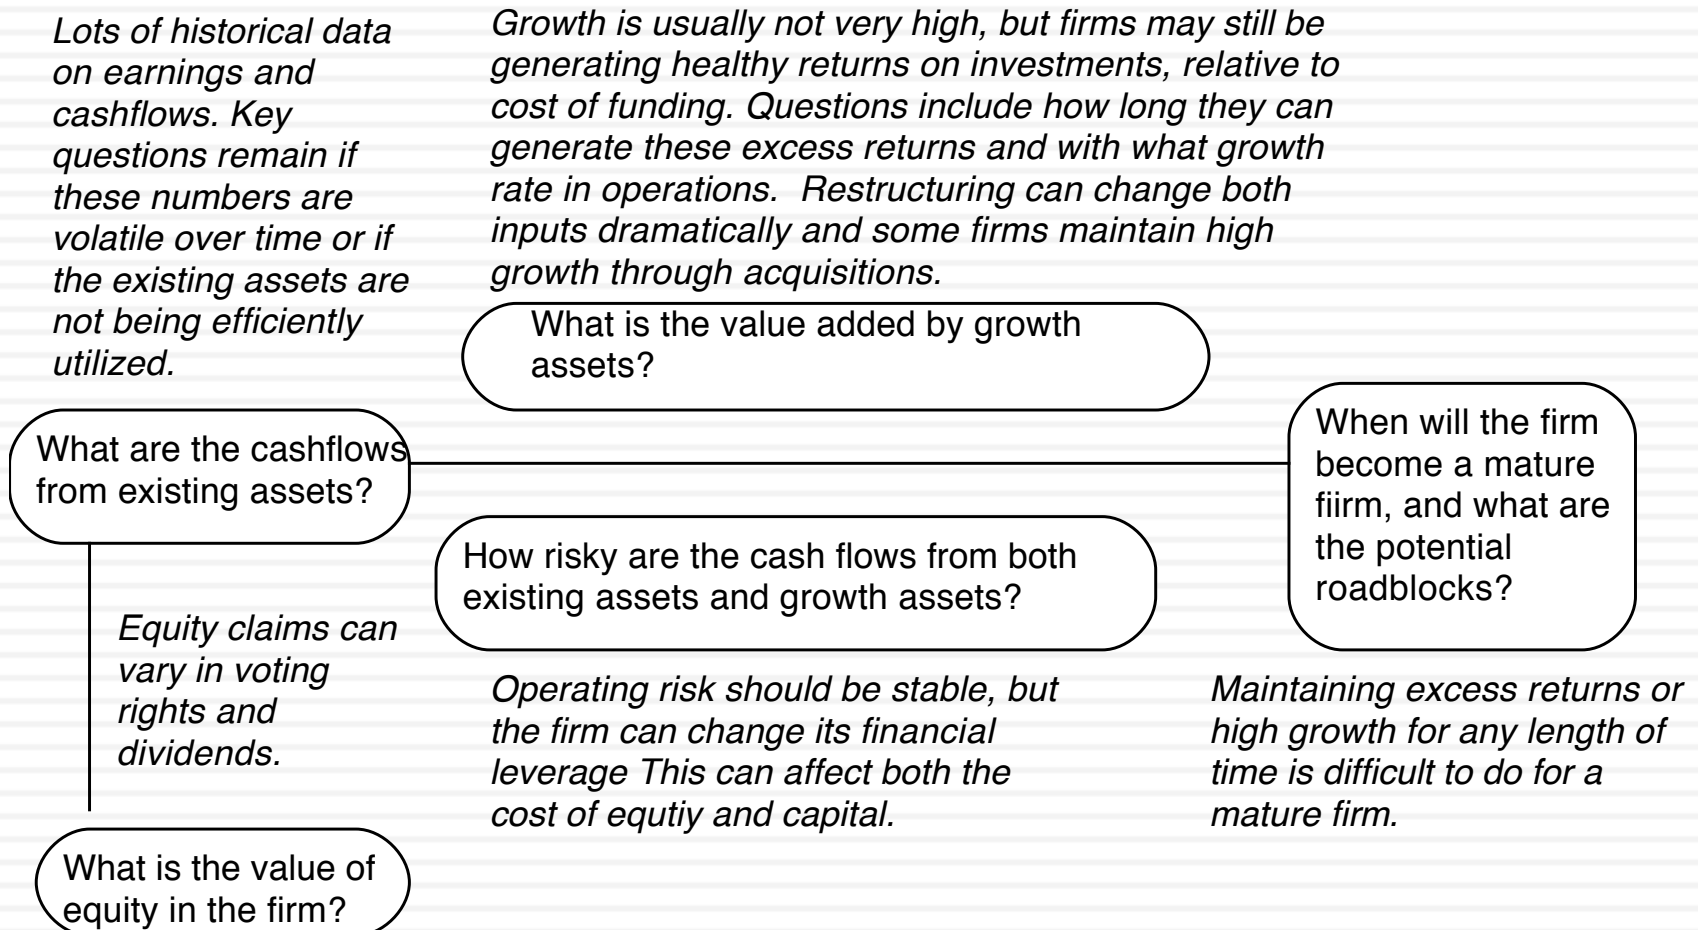 Lots of historical data
on earnings and
cashflows. Key
questions remain if
these numbers are
volatile over time or if
the existing assets are
not being efficiently
utilized.
Growth is usually not very high, but firms may still be
generating healthy returns on investments, relative to
cost of funding. Questions include how long they can
generate these excess returns and with what growth
rate in operations.  Restructuring can change both
inputs dramatically and some firms maintain high
growth through acquisitions.
What is the value added by growth
assets?
What are the cashflows
from existing assets?
When will the firm
become a mature
fiirm, and what are
the potential
roadblocks?
How risky are the cash flows from both
existing assets and growth assets?
Equity claims can
vary in voting
rights and
dividends.
Operating risk should be stable, but
the firm can change its financial
leverage This can affect both the
cost of equtiy and capital.
Maintaining excess returns or
high growth for any length of
time is difficult to do for a
mature firm.
What is the value of
equity in the firm?